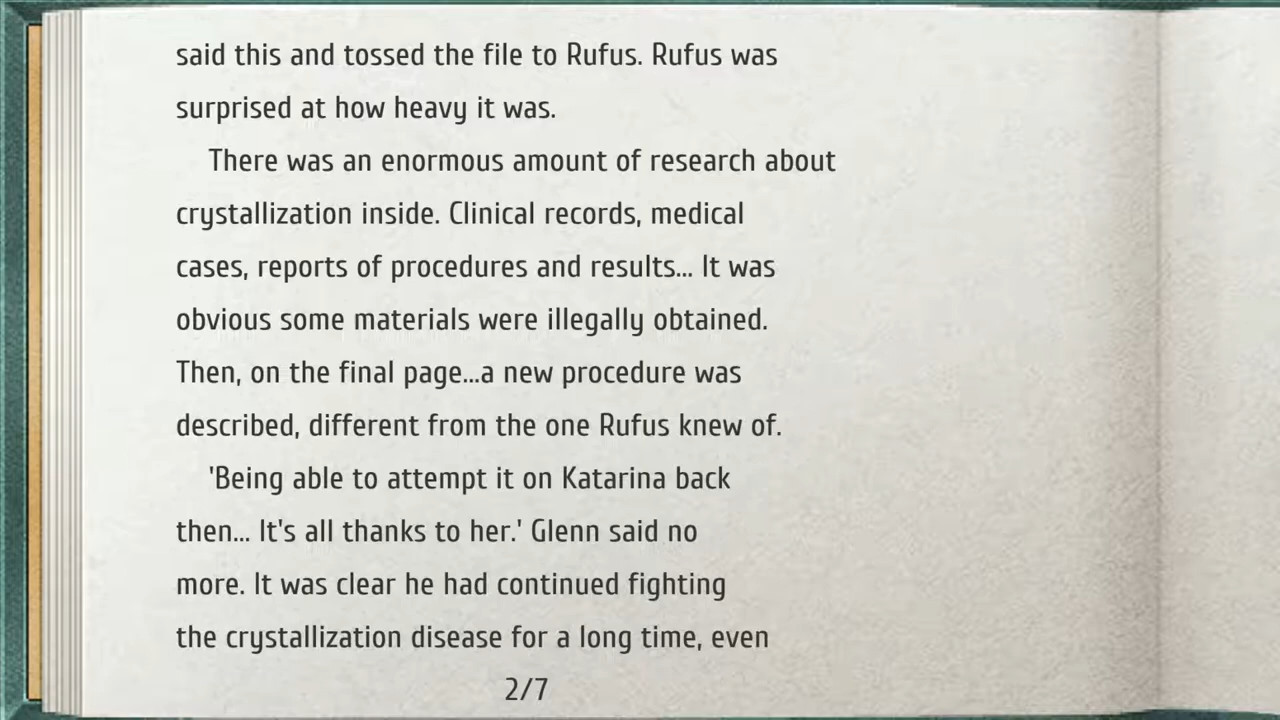 said this and tossed the file to Rufus. Rufus was
surprised at how heavy it was.
There was an enormous amount of research about
crystallization inside. Clinical records, medical
cases, reports of procedures and results... It was
obvious some materials were illegally obtained.
Then, on the final page...a new procedure was
described, different from the one Rufus knew of.
'Being able to attempt it on Katarina back
then... It's all thanks to her.' Glenn said no
more. It was clear he had continued fighting
the crystallization disease for a long time, even
2/7